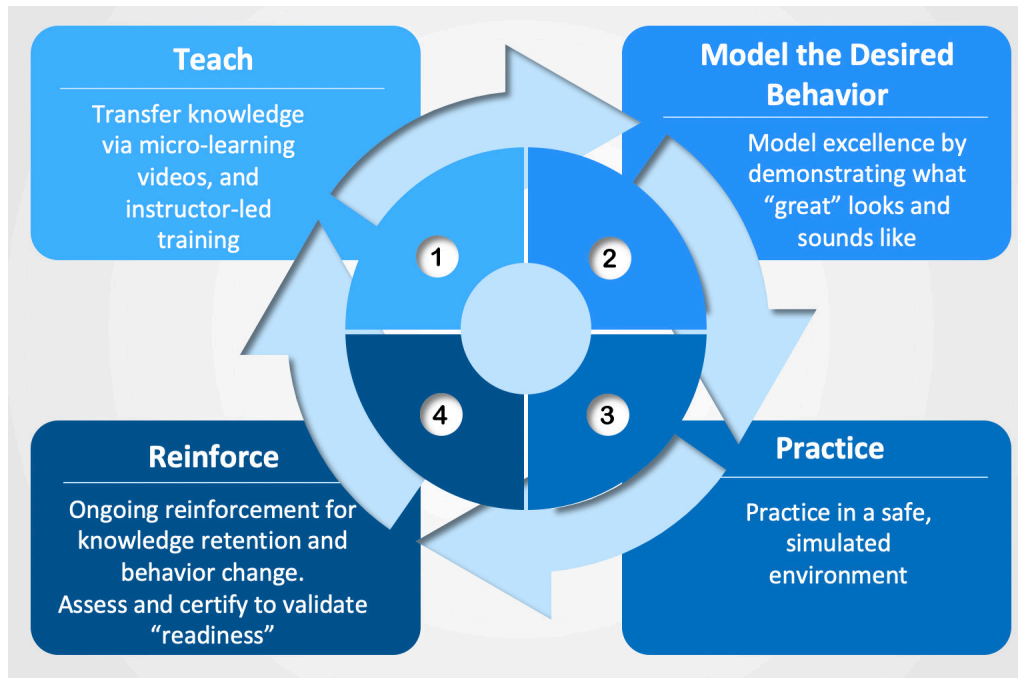 Teach
Transfer knowledge
via micro-learning
videos, and
instructor-led
training
Model the Desired
Behavior
Model excellence by
demonstrating what
“great” looks and
sounds like
1
2
4
3
Reinforce
Ongoing reinforcement for
knowledge retention and
behavior change.
Assess and certify to validate
“readiness”
Practice
Practice in a safe,
simulated
environment